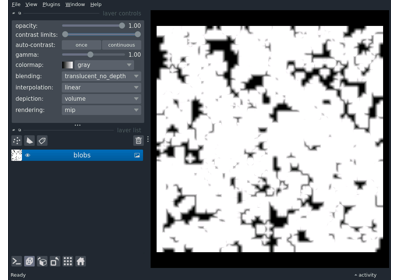 File View Plugins Window Help
layer controls
opacity: 1.00
contrast limits:
auto-contrast: once continuous
gamma: 1.00
colormap: gray
blending: translucent_no_depth
interpolation: linear
depiction: volume
rendering: mip
layer list
blobs
Ready
activity